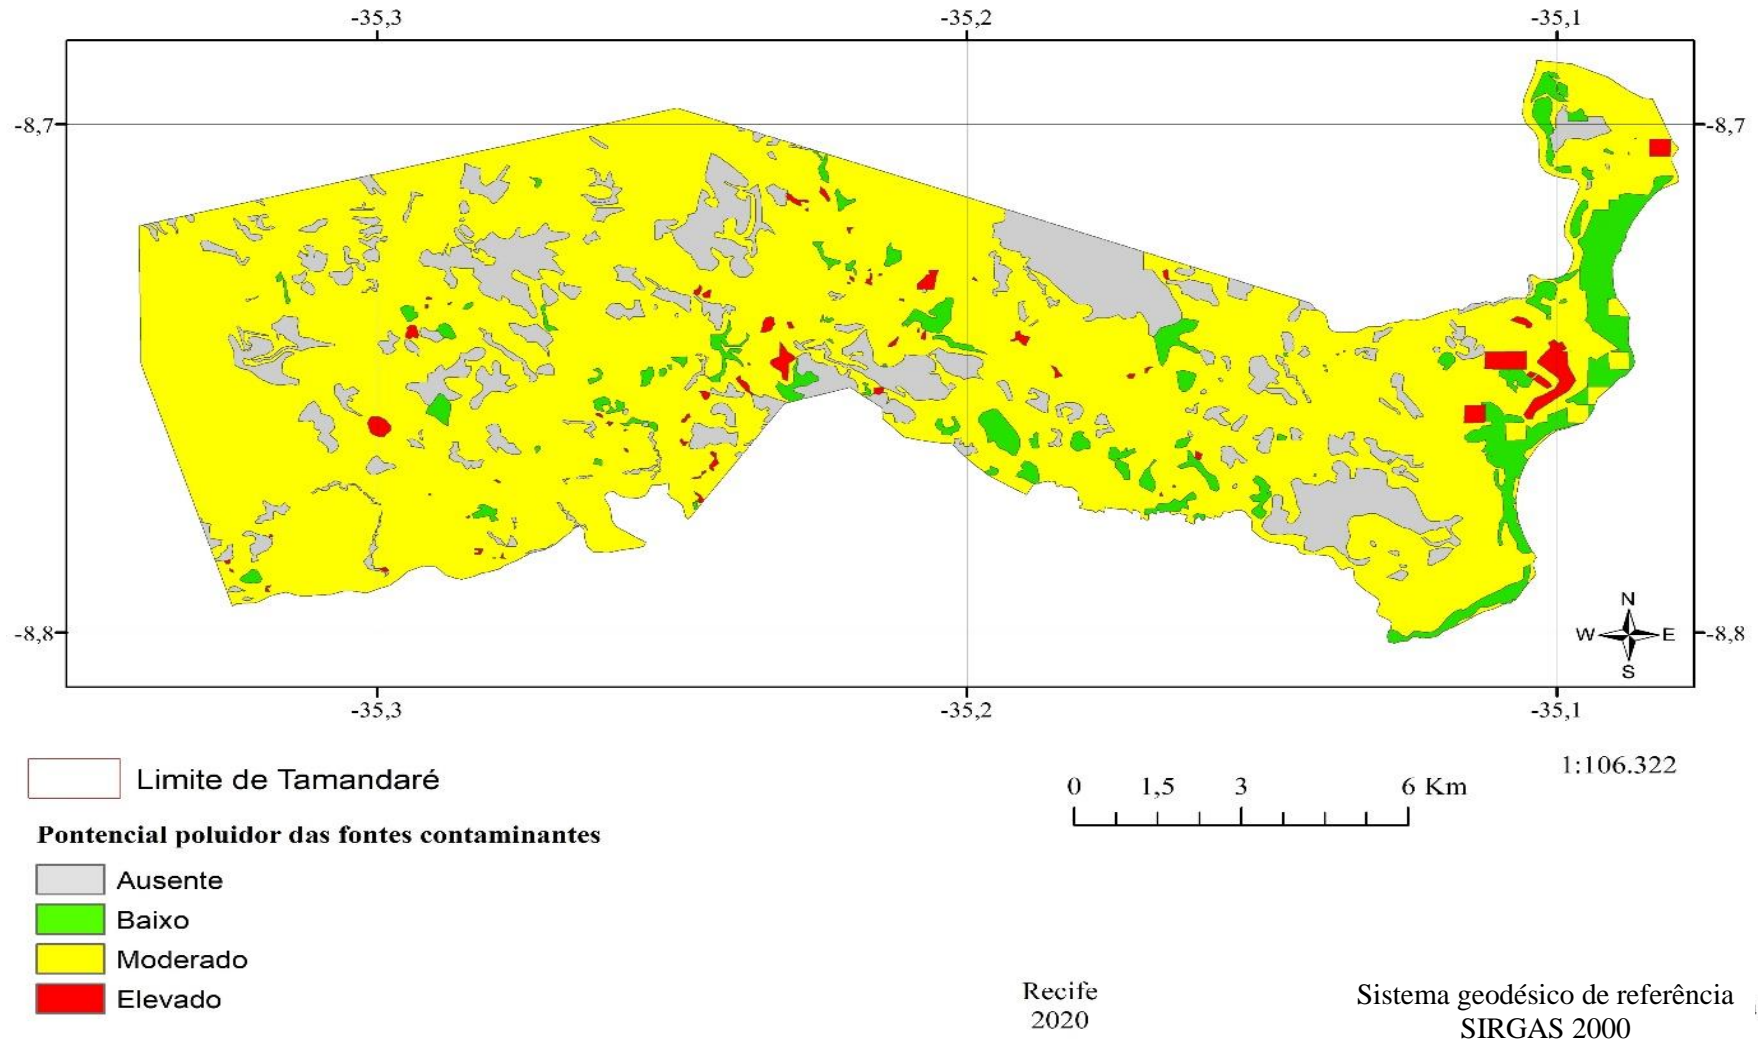 -35,3 -35,2 -35,1
-8,7 -8,7
N
W E
S
-8,8 -8,8
-35,3 -35,2 -35,1
Limite de Tamandaré
1:106.322
0 1,5 3 6 Km
Pontencial poluidor das fontes contaminantes
Ausente
Baixo
Moderado
Elevado
Recife
2020
Sistema geodésico de referência
SIRGAS 2000